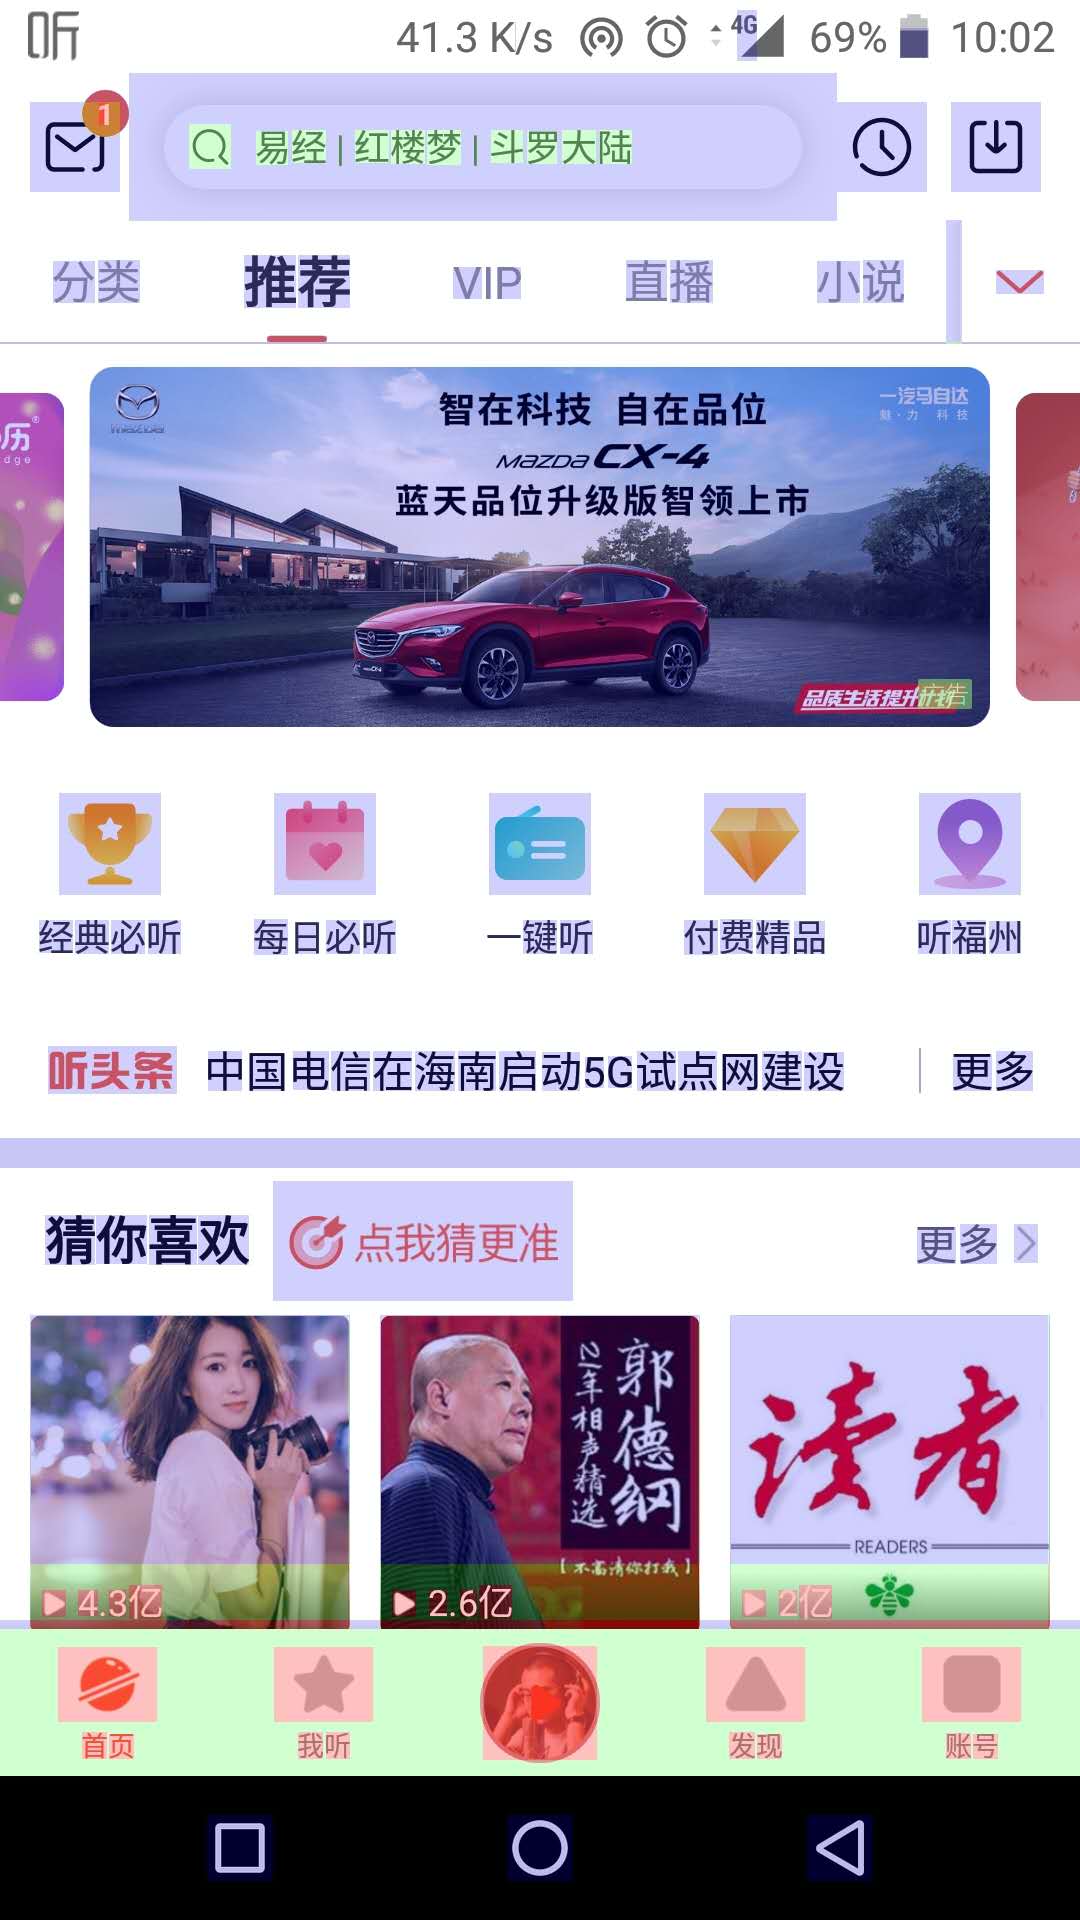 听 41.3 K/s 4G 69% 10:02
1
易经 | 红楼梦 | 斗罗大陆
分类 推荐 VIP 直播 小说
历
dge
mazda
智在科技 自在品位
一汽马自达
魅·力 科技
mazda CX-4
蓝天品位升级版智领上市
品质生活提升计划
广告
经典必听 每日必听 一键听 付费精品 听福州
听头条 中国电信在海南启动5G试点网建设 更多
猜你喜欢 点我猜更准 更多
郭德纲
21年相声精选
【不高清你打我】
读者
READERS
4.3亿 2.6亿 2亿
首页 我听 发现 账号